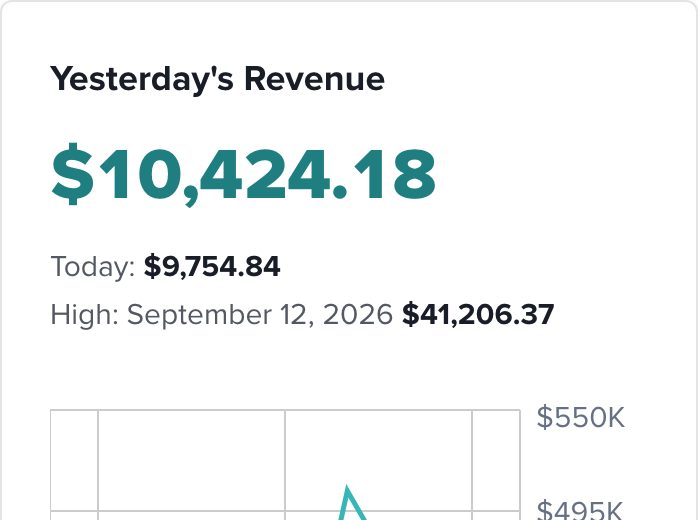 Yesterday's Revenue
$10,424.18
Today: $9,754.84
High: September 12, 2026 $41,206.37
$550K
$495K